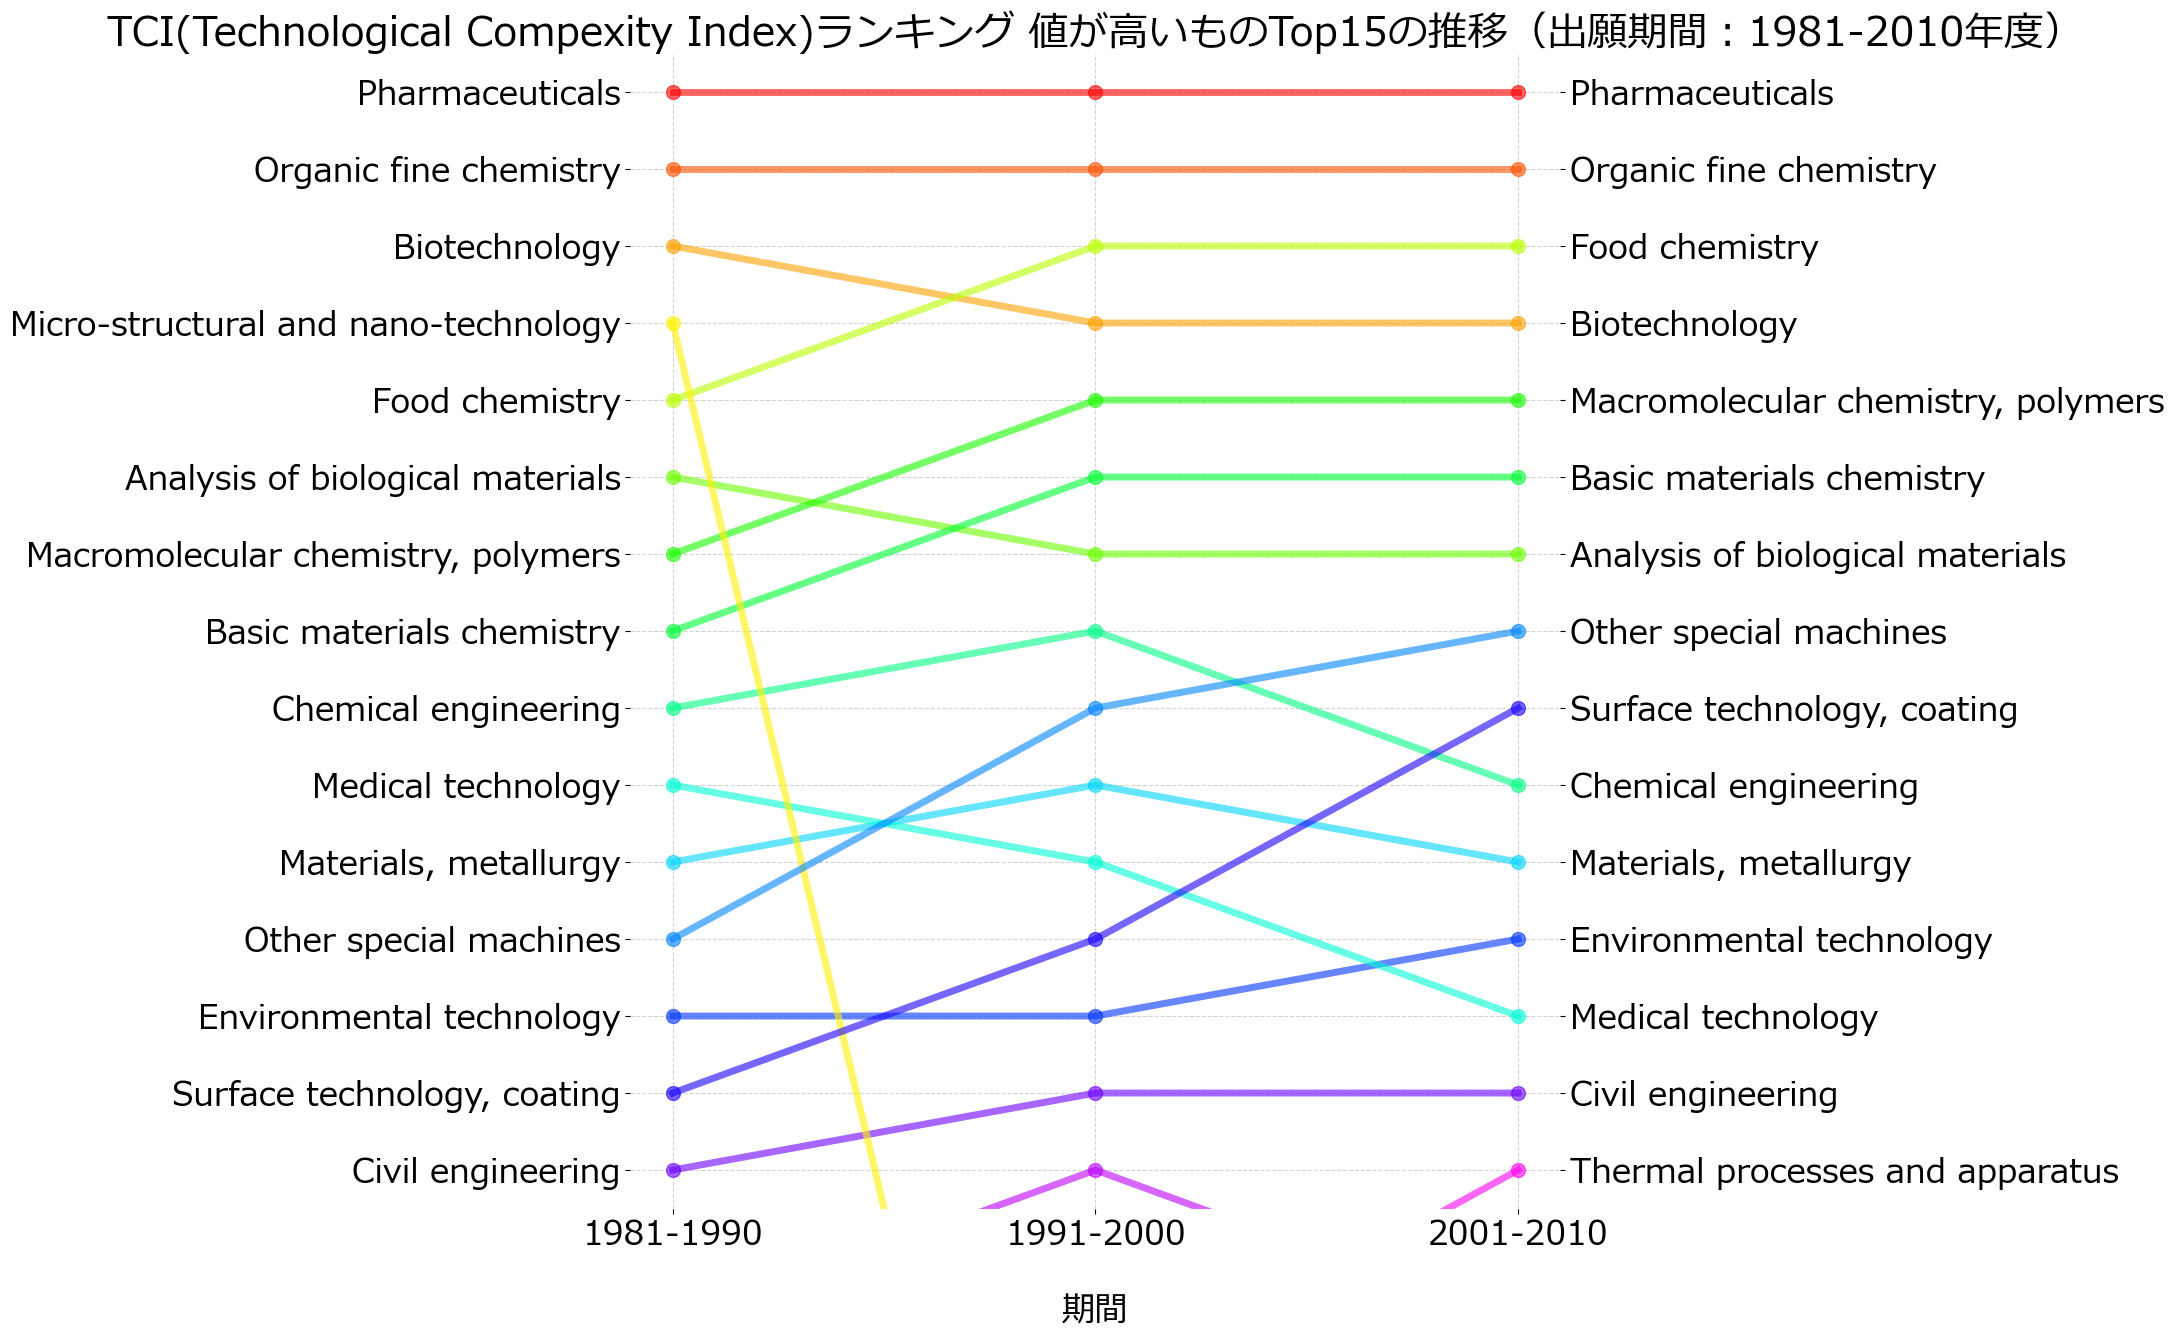 TCI(Technological Compexity Index)ランキング 値が高いものTop15の推移（出願期間：1981-2010年度）
Pharmaceuticals
Organic fine chemistry
Biotechnology
Micro-structural and nano-technology
Food chemistry
Analysis of biological materials
Macromolecular chemistry, polymers
Basic materials chemistry
Chemical engineering
Medical technology
Materials, metallurgy
Other special machines
Environmental technology
Surface technology, coating
Civil engineering
Pharmaceuticals
Organic fine chemistry
Food chemistry
Biotechnology
Macromolecular chemistry, polymers
Basic materials chemistry
Analysis of biological materials
Other special machines
Surface technology, coating
Chemical engineering
Materials, metallurgy
Environmental technology
Medical technology
Civil engineering
Thermal processes and apparatus
1981-1990 1991-2000 2001-2010
期間